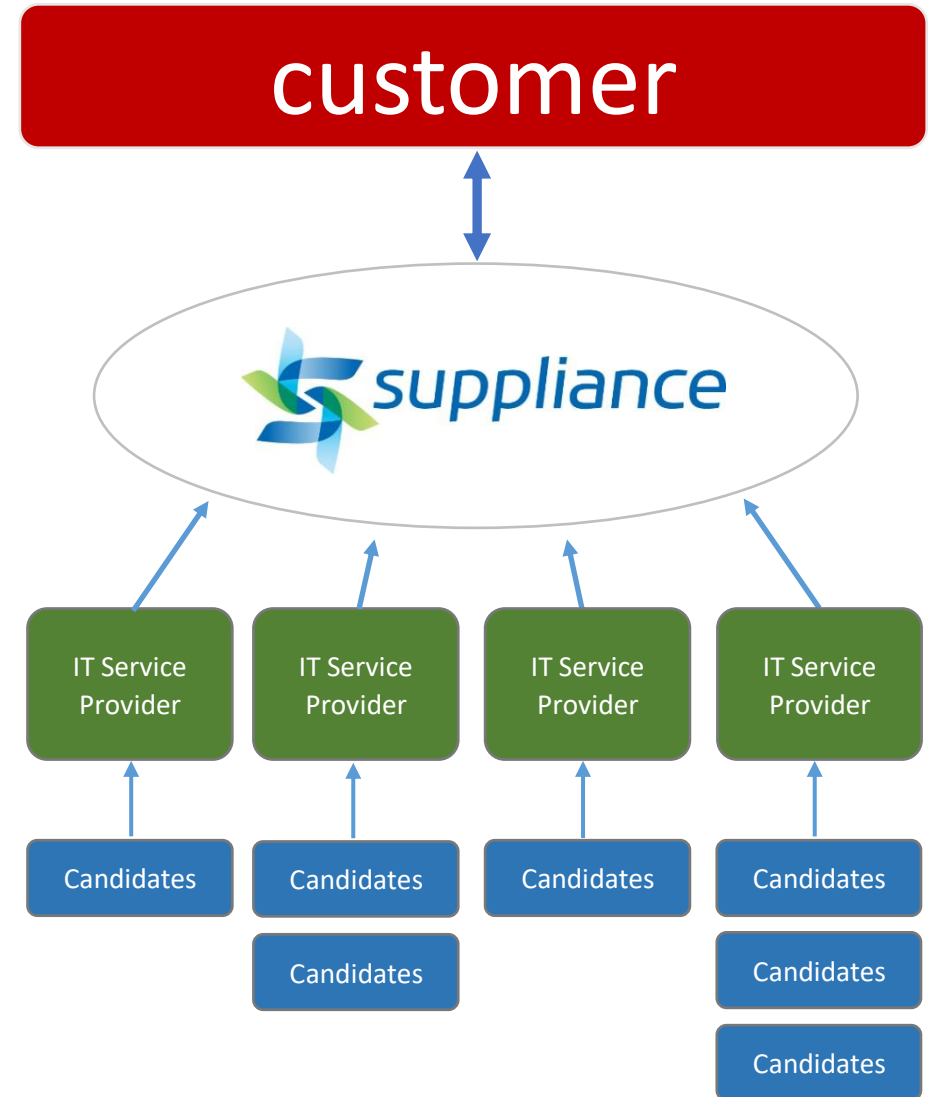 customer
suppliance
IT Service
Provider
IT Service
Provider
IT Service
Provider
IT Service
Provider
Candidates
Candidates
Candidates
Candidates
Candidates
Candidates
Candidates